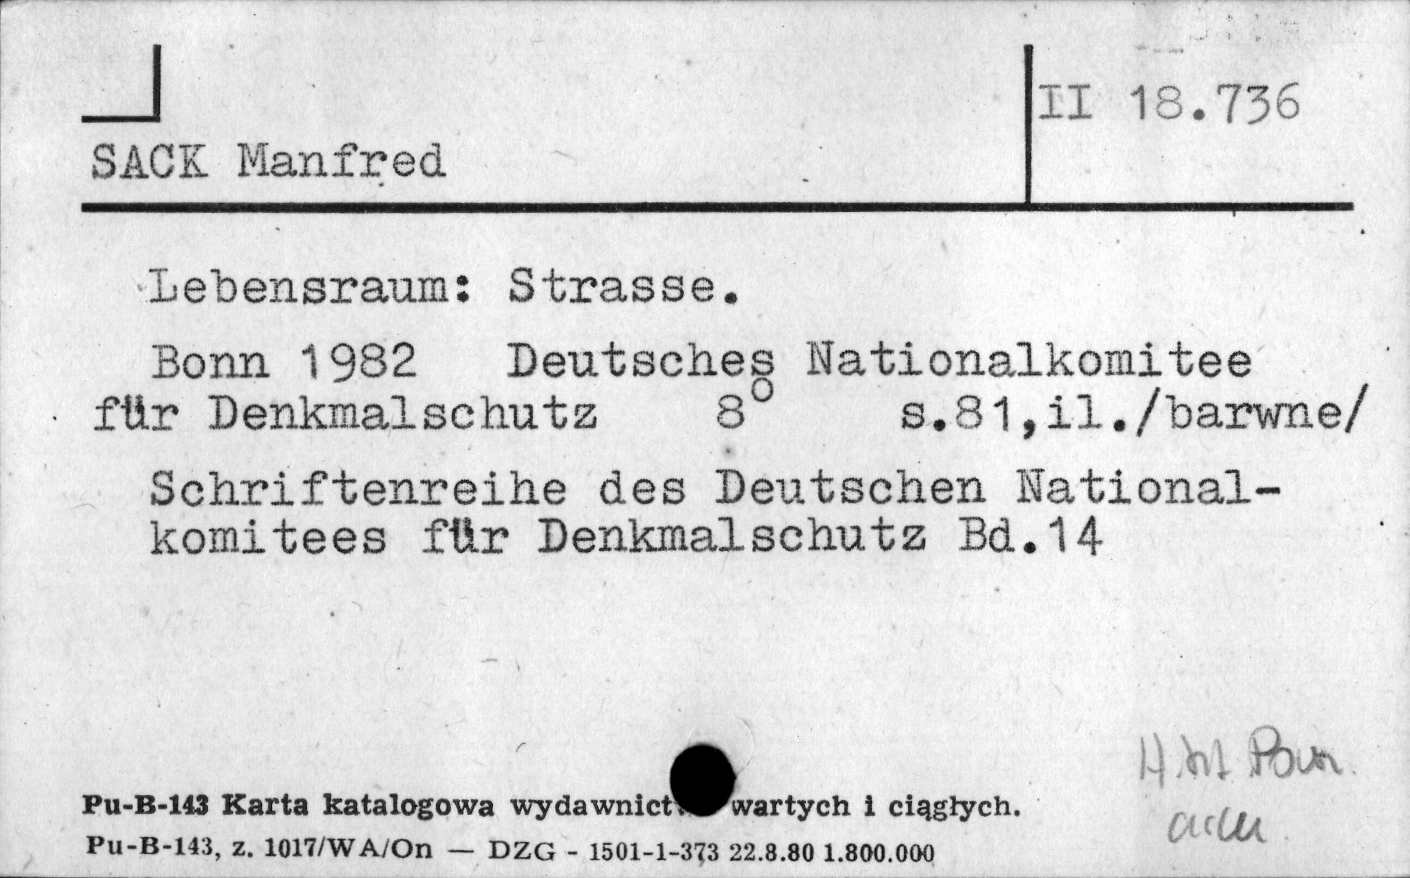 II 18.736
SACK Manfred
Lebensraum: Strasse.
Bonn 1982 Deutsches Nationalkomitee
für Denkmalschutz 8° s.81,il./barwne/
Schriftenreihe des Deutschen National-
komitees für Denkmalschutz Bd.14
Pu-B-143 Karta katalogowa wydawnict wartych i ciągłych.
Pu-B-143, z. 1017/WA/On — DZG - 1501-1-373 22.8.80 1.800.000